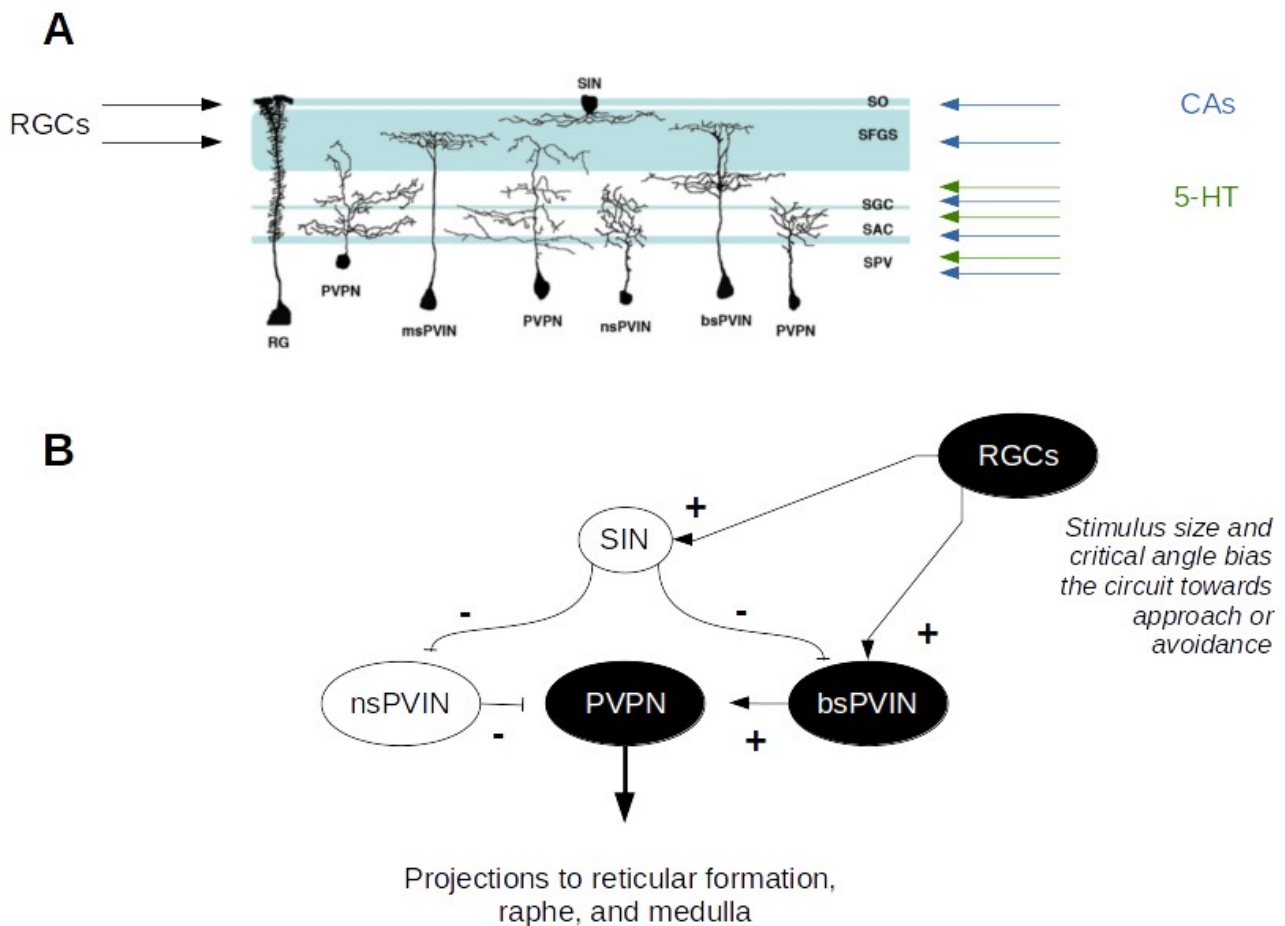 A
RGCs
SIN
SO
SFGS
SGC
SAC
SPV
CAs
5-HT
RG
PVPN
msPVIN
PVPN
nsPVIN
bsPVIN
PVPN
B
RGCs
+
SIN
Stimulus size and
critical angle bias
the circuit towards
approach or
avoidance
-
-
+
nsPVIN
PVPN
bsPVIN
-
+
Projections to reticular formation,
raphe, and medulla